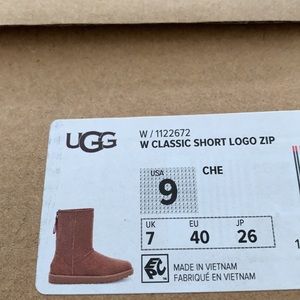 UGG
W / 1122672
W CLASSIC SHORT LOGO ZIP
USA
9
CHE
UK
7
EU
40
JP
26
MADE IN VIETNAM
FABRIQUÉ EN VIETNAM